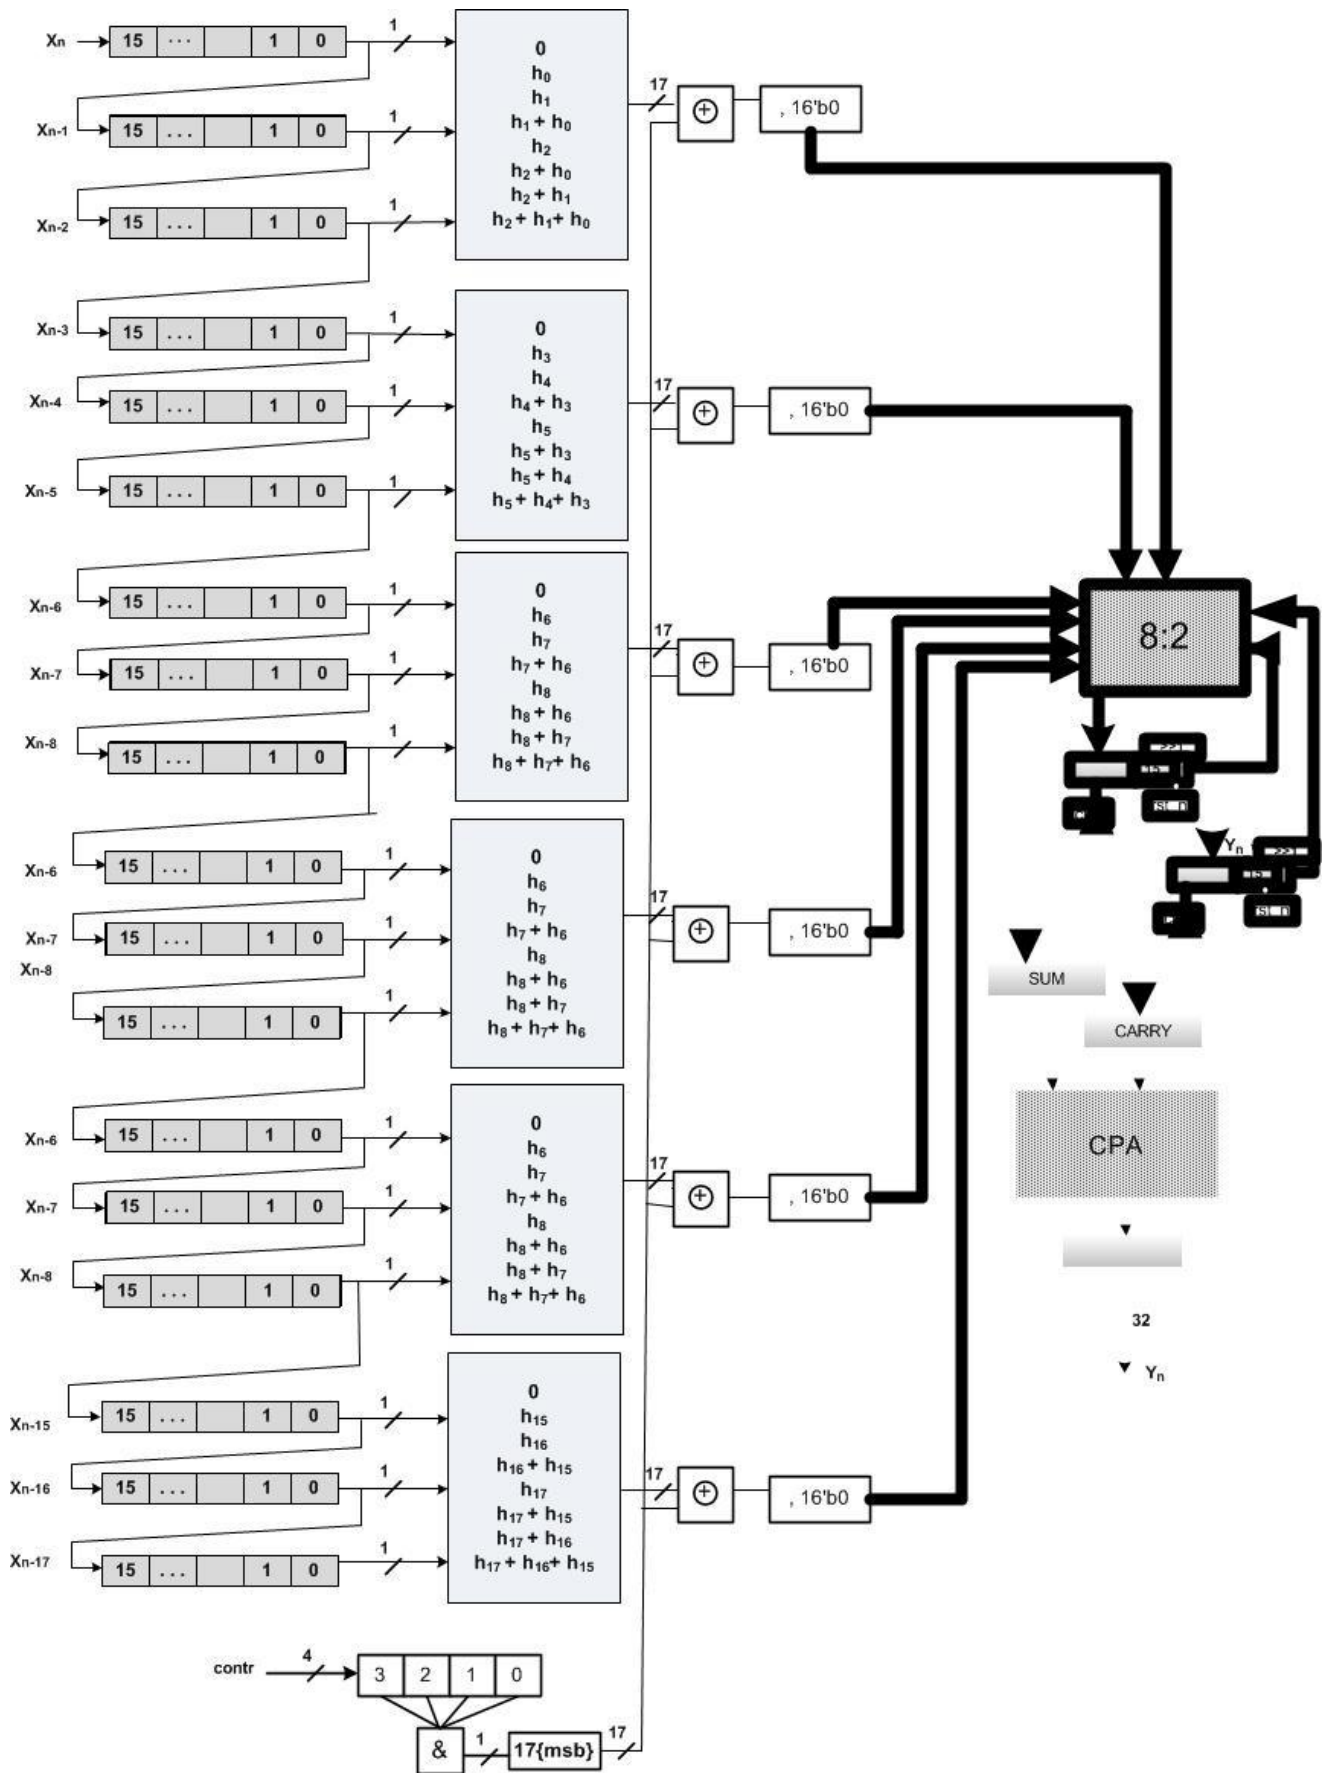 Xn 15 ... 1 0 1
Xn-1 15 ... 1 0 1
Xn-2 15 ... 1 0 1
0
h0
h1
h1 + h0
h2
h2 + h0
h2 + h1
h2 + h1+ h0
17
+
, 16'b0
Xn-3 15 ... 1 0 1
Xn-4 15 ... 1 0 1
Xn-5 15 ... 1 0 1
0
h3
h4
h4 + h3
h5
h5 + h3
h5 + h4
h5 + h4+ h3
17
+
, 16'b0
Xn-6 15 ... 1 0 1
Xn-7 15 ... 1 0 1
Xn-8 15 ... 1 0 1
0
h6
h7
h7 + h6
h8
h8 + h6
h8 + h7
h8 + h7+ h6
17
+
, 16'b0
Xn-6 15 ... 1 0 1
Xn-7 15 ... 1 0 1
Xn-8 15 ... 1 0 1
0
h6
h7
h7 + h6
h8
h8 + h6
h8 + h7
h8 + h7+ h6
17
+
, 16'b0
Xn-6 15 ... 1 0 1
Xn-7 15 ... 1 0 1
Xn-8 15 ... 1 0 1
0
h6
h7
h7 + h6
h8
h8 + h6
h8 + h7
h8 + h7+ h6
17
+
, 16'b0
Xn-15 15 ... 1 0 1
Xn-16 15 ... 1 0 1
Xn-17 15 ... 1 0 1
0
h15
h16
h16 + h15
h17
h17 + h15
h17 + h16
h17 + h16+ h15
17
+
, 16'b0
contr 4 3 2 1 0
& 1 17{msb} 17
8:2
>>1
15
rst_n
Yn
>>1
15
rst_n
SUM
CARRY
CPA
32
Yn